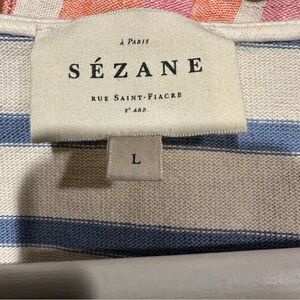 À PARIS
SÉZANE
RUE SAINT-FIACRE
2ᵉ ARR.
L